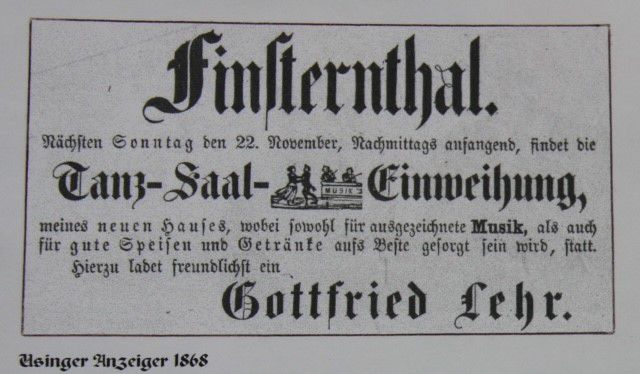 Finsternthal.
Nächsten Sonntag den 22. November, Nachmittags anfangend, findet die
Tanz-Saal- MUSIK Einweihung,
meines neuen Hauses, wobei sowohl für ausgezeichnete Musik, als auch
für gute Speisen und Getränke aufs Beste gesorgt sein wird, statt.
Hierzu ladet freundlichst ein
Gottfried Lehr.
Usinger Anzeiger 1868